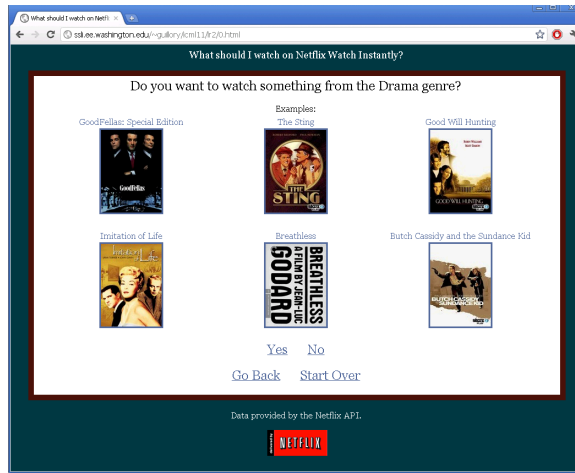 What should I watch on Netfl
ssli.ee.washington.edu/~guillory/icml11/lr2/0.html
What should I watch on Netflix Watch Instantly?
Do you want to watch something from the Drama genre?
Examples:
GoodFellas: Special Edition The Sting Good Will Hunting
GoodFellas
THE
STING
GOOD WILL HUNTING
Imitation of Life Breathless Butch Cassidy and the Sundance Kid
BREATHLESS
A FILM BY JEAN-LUC
GODARD
BUTCH CASSIDY
SUNDANCE KID
Yes No
Go Back Start Over
Data provided by the Netflix API.
NETFLIX